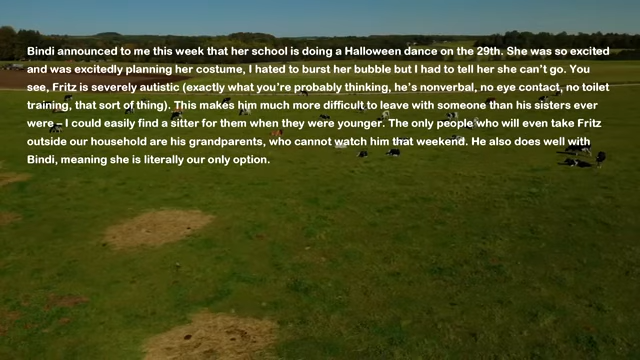 Bindi announced to me this week that her school is doing a Halloween dance on the 29th. She was so excited
and was excitedly planning her costume, I hated to burst her bubble but I had to tell her she can't go. You
see, Fritz is severely autistic (exactly what you're probably thinking, he's nonverbal, no eye contact, no toilet
training, that sort of thing). This makes him much more difficult to leave with someone than his sisters ever
were – I could easily find a sitter for them when they were younger. The only people who will even take Fritz
outside our household are his grandparents, who cannot watch him that weekend. He also does well with
Bindi, meaning she is literally our only option.